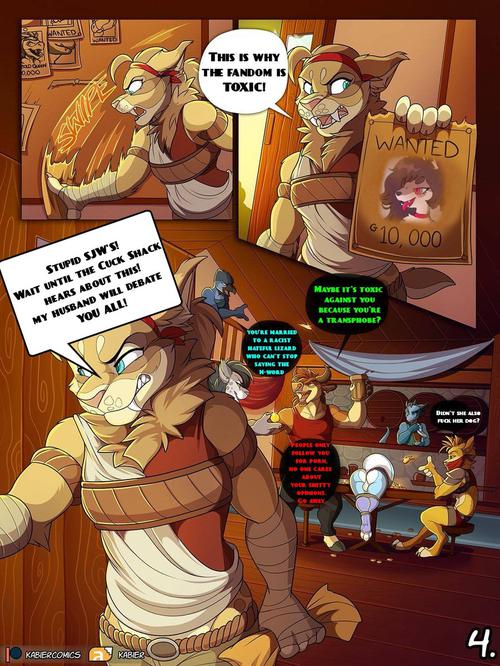 WANTED
WANTED
SWIPE
THIS IS WHY
THE FANDOM IS
TOXIC!
WANTED
10,000
STUPID SJW'S!
WAIT UNTIL THE CUCK SHACK
HEARS ABOUT THIS!
MY HUSBAND WILL DEBATE
YOU ALL!
MAYBE IT'S TOXIC
AGAINST YOU
BECAUSE YOU'RE
A TRANSPHOBE?
YOU'RE MARRIED
TO A RACIST
HATEFUL LIZARD
WHO CAN'T STOP
SAYING THE
N-WORD
DIDN'T SHE ALSO
FUCK HER DOG?
PEOPLE ONLY
FOLLOW YOU
FOR PORN,
NO ONE CARES
ABOUT
YOUR SHITTY
OPINIONS.
GO AWAY.
KABIERCOMICS
KABIER
4.